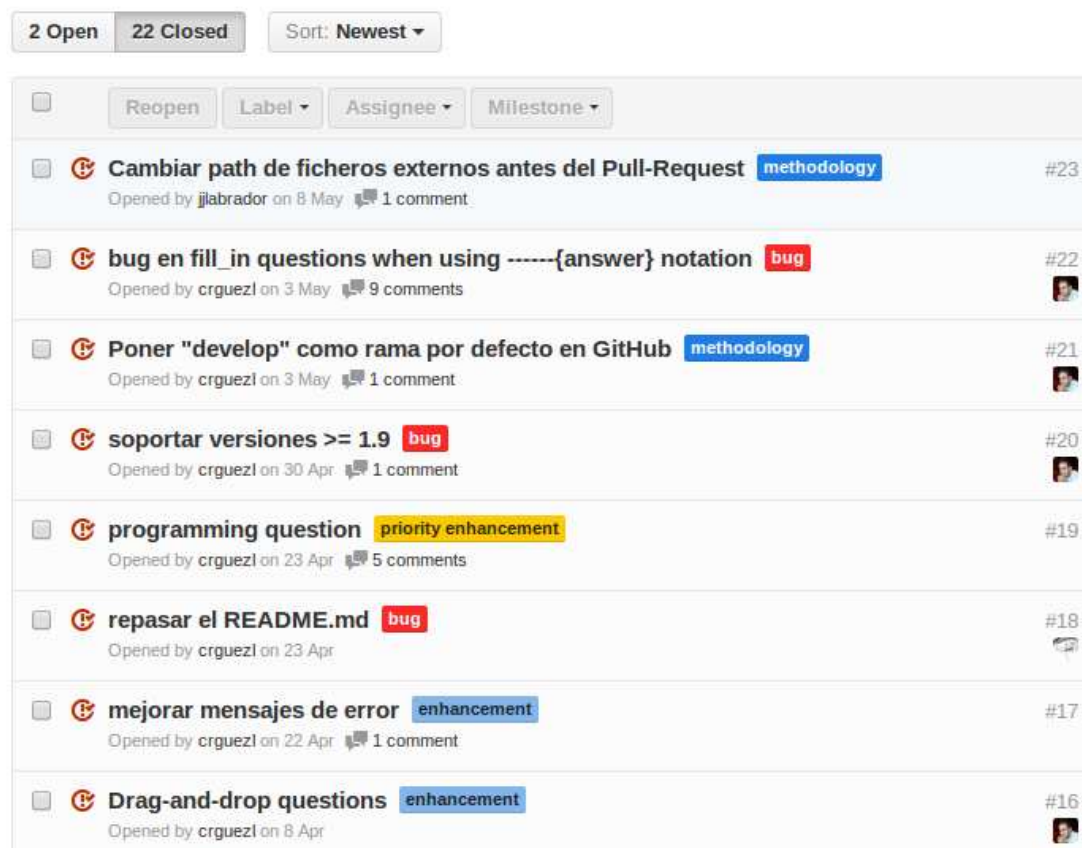 2 Open 22 Closed Sort: Newest
Reopen Label Assignee Milestone
Cambiar path de ficheros externos antes del Pull-Request methodology #23
Opened by jjlabrador on 8 May 1 comment
bug en fill_in questions when using ------{answer} notation bug #22
Opened by crguezl on 3 May 9 comments
Poner "develop" como rama por defecto en GitHub methodology #21
Opened by crguezl on 3 May 1 comment
soportar versiones >= 1.9 bug #20
Opened by crguezl on 30 Apr 1 comment
programming question priority enhancement #19
Opened by crguezl on 23 Apr 5 comments
repasar el README.md bug #18
Opened by crguezl on 23 Apr
mejorar mensajes de error enhancement #17
Opened by crguezl on 22 Apr 1 comment
Drag-and-drop questions enhancement #16
Opened by crguezl on 8 Apr